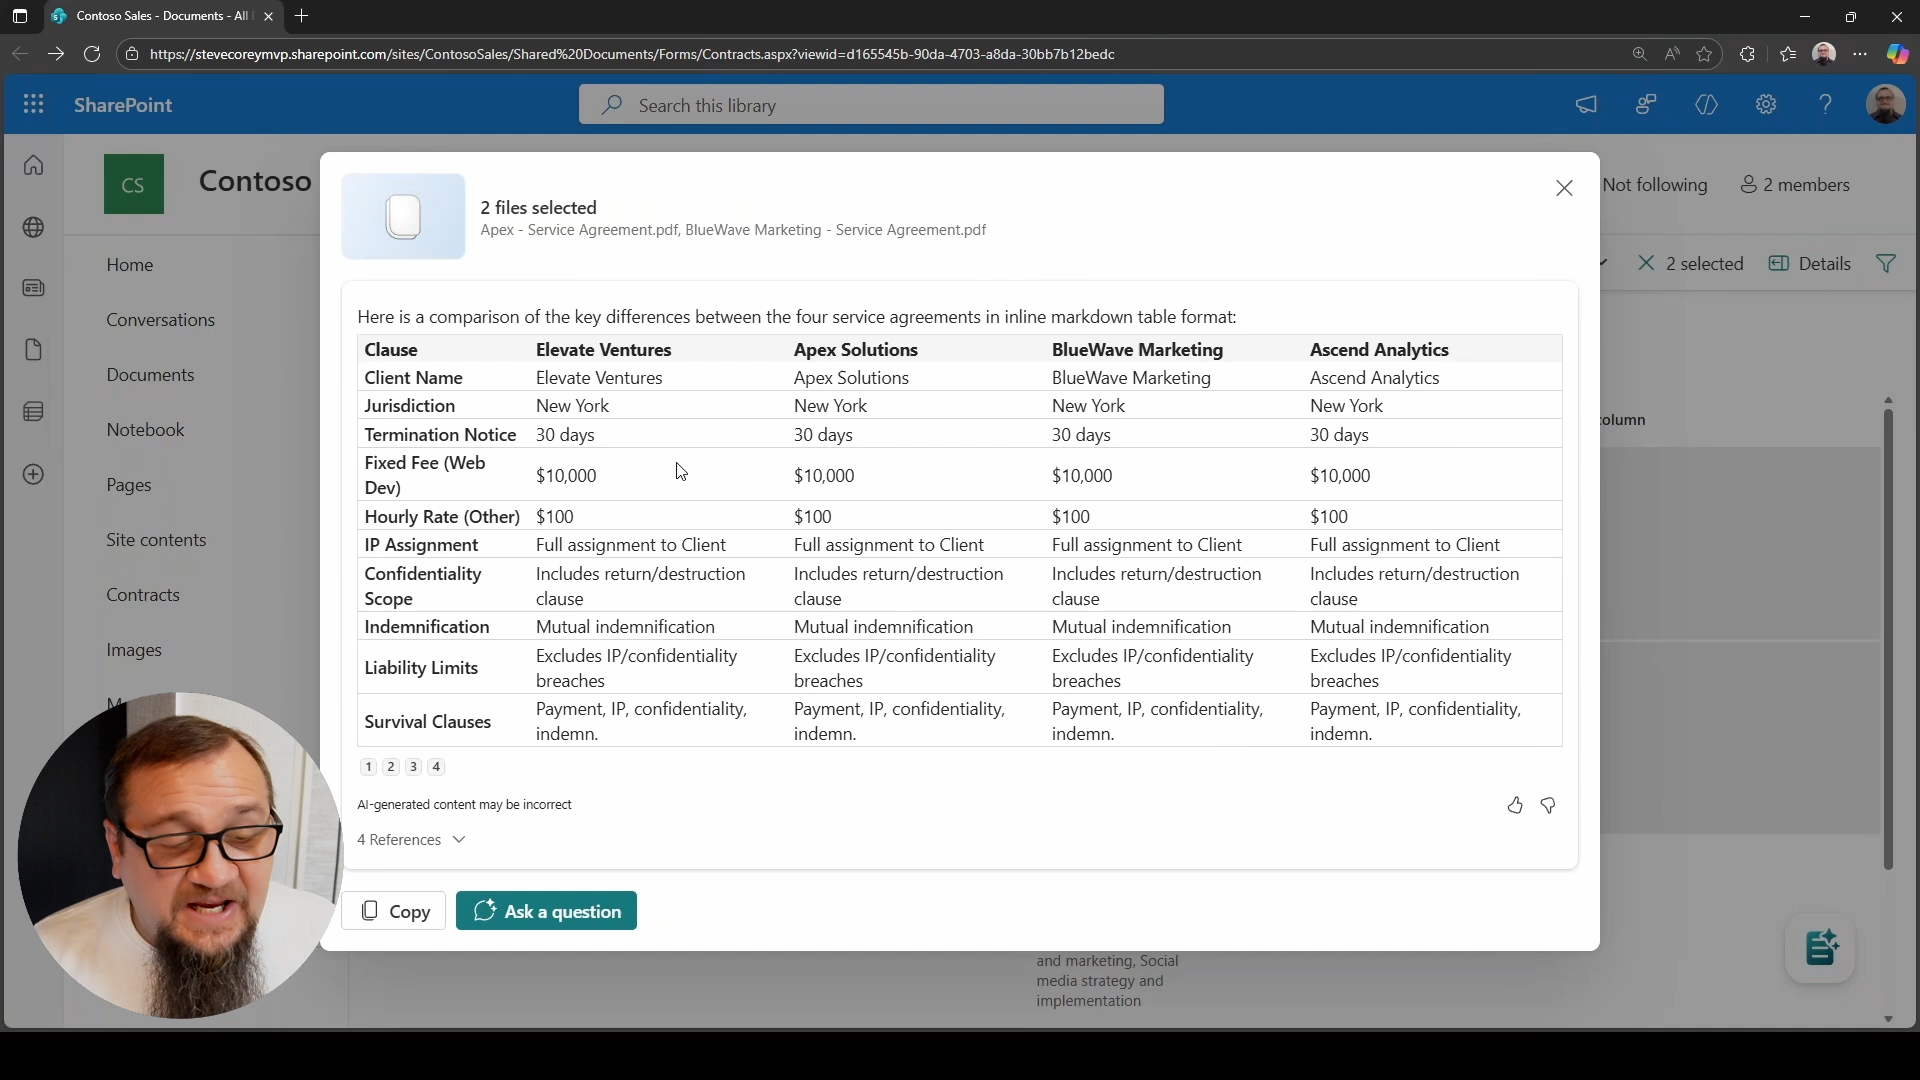 Contoso Sales - Documents - All
https://stevecoreymvp.sharepoint.com/sites/ContosoSales/Shared%20Documents/Forms/Contracts.aspx?viewid=d165545b-90da-4703-a8da-30bb7b12bedc
SharePoint
Search this library
CS
Contoso
Not following
2 members
2 selected
Details
Home
Conversations
Documents
Notebook
Pages
Site contents
Contracts
Images
2 files selected
Apex - Service Agreement.pdf, BlueWave Marketing - Service Agreement.pdf
Here is a comparison of the key differences between the four service agreements in inline markdown table format:
Clause Elevate Ventures Apex Solutions BlueWave Marketing Ascend Analytics
Client Name Elevate Ventures Apex Solutions BlueWave Marketing Ascend Analytics
Jurisdiction New York New York New York New York
Termination Notice 30 days 30 days 30 days 30 days
Fixed Fee (Web
Dev) $10,000 $10,000 $10,000 $10,000
Hourly Rate (Other) $100 $100 $100 $100
IP Assignment Full assignment to Client Full assignment to Client Full assignment to Client Full assignment to Client
Confidentiality Includes return/destruction Includes return/destruction Includes return/destruction Includes return/destruction
Scope clause clause clause clause
Indemnification Mutual indemnification Mutual indemnification Mutual indemnification Mutual indemnification
Liability Limits Excludes IP/confidentiality Excludes IP/confidentiality Excludes IP/confidentiality Excludes IP/confidentiality
breaches breaches breaches breaches
Survival Clauses Payment, IP, confidentiality, Payment, IP, confidentiality, Payment, IP, confidentiality, Payment, IP, confidentiality,
indemn. indemn. indemn. indemn.
1 2 3 4
AI-generated content may be incorrect
4 References
Copy
Ask a question
column
and marketing, Social
media strategy and
implementation